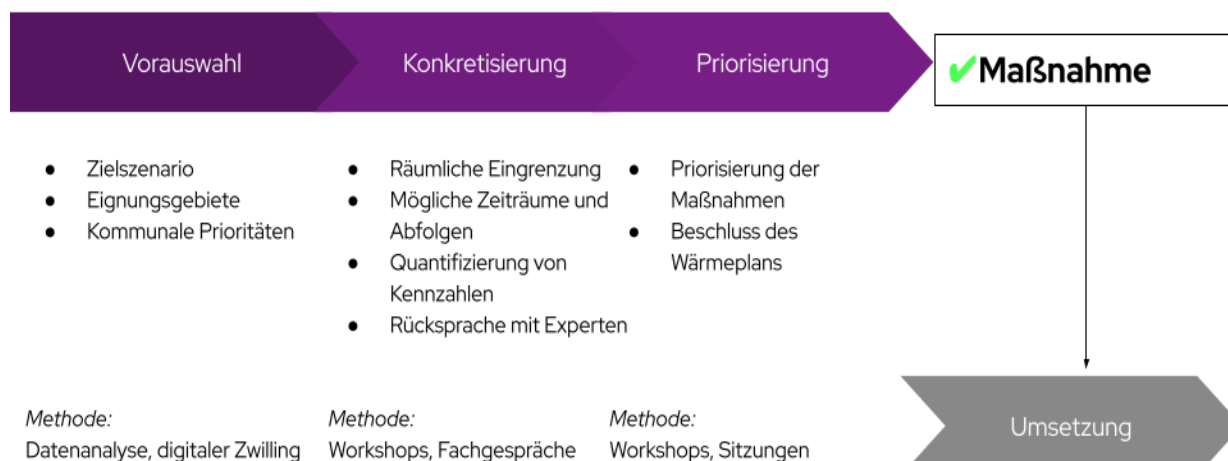 Vorauswahl
Konkretisierung
Priorisierung
✔Maßnahme
● Zielszenario
● Eignungsgebiete
● Kommunale Prioritäten
● Räumliche Eingrenzung
● Mögliche Zeiträume und
Abfolgen
● Quantifizierung von
Kennzahlen
● Rücksprache mit Experten
● Priorisierung der
Maßnahmen
● Beschluss des
Wärmeplans
Methode:
Datenanalyse, digitaler Zwilling
Methode:
Workshops, Fachgespräche
Methode:
Workshops, Sitzungen
Umsetzung